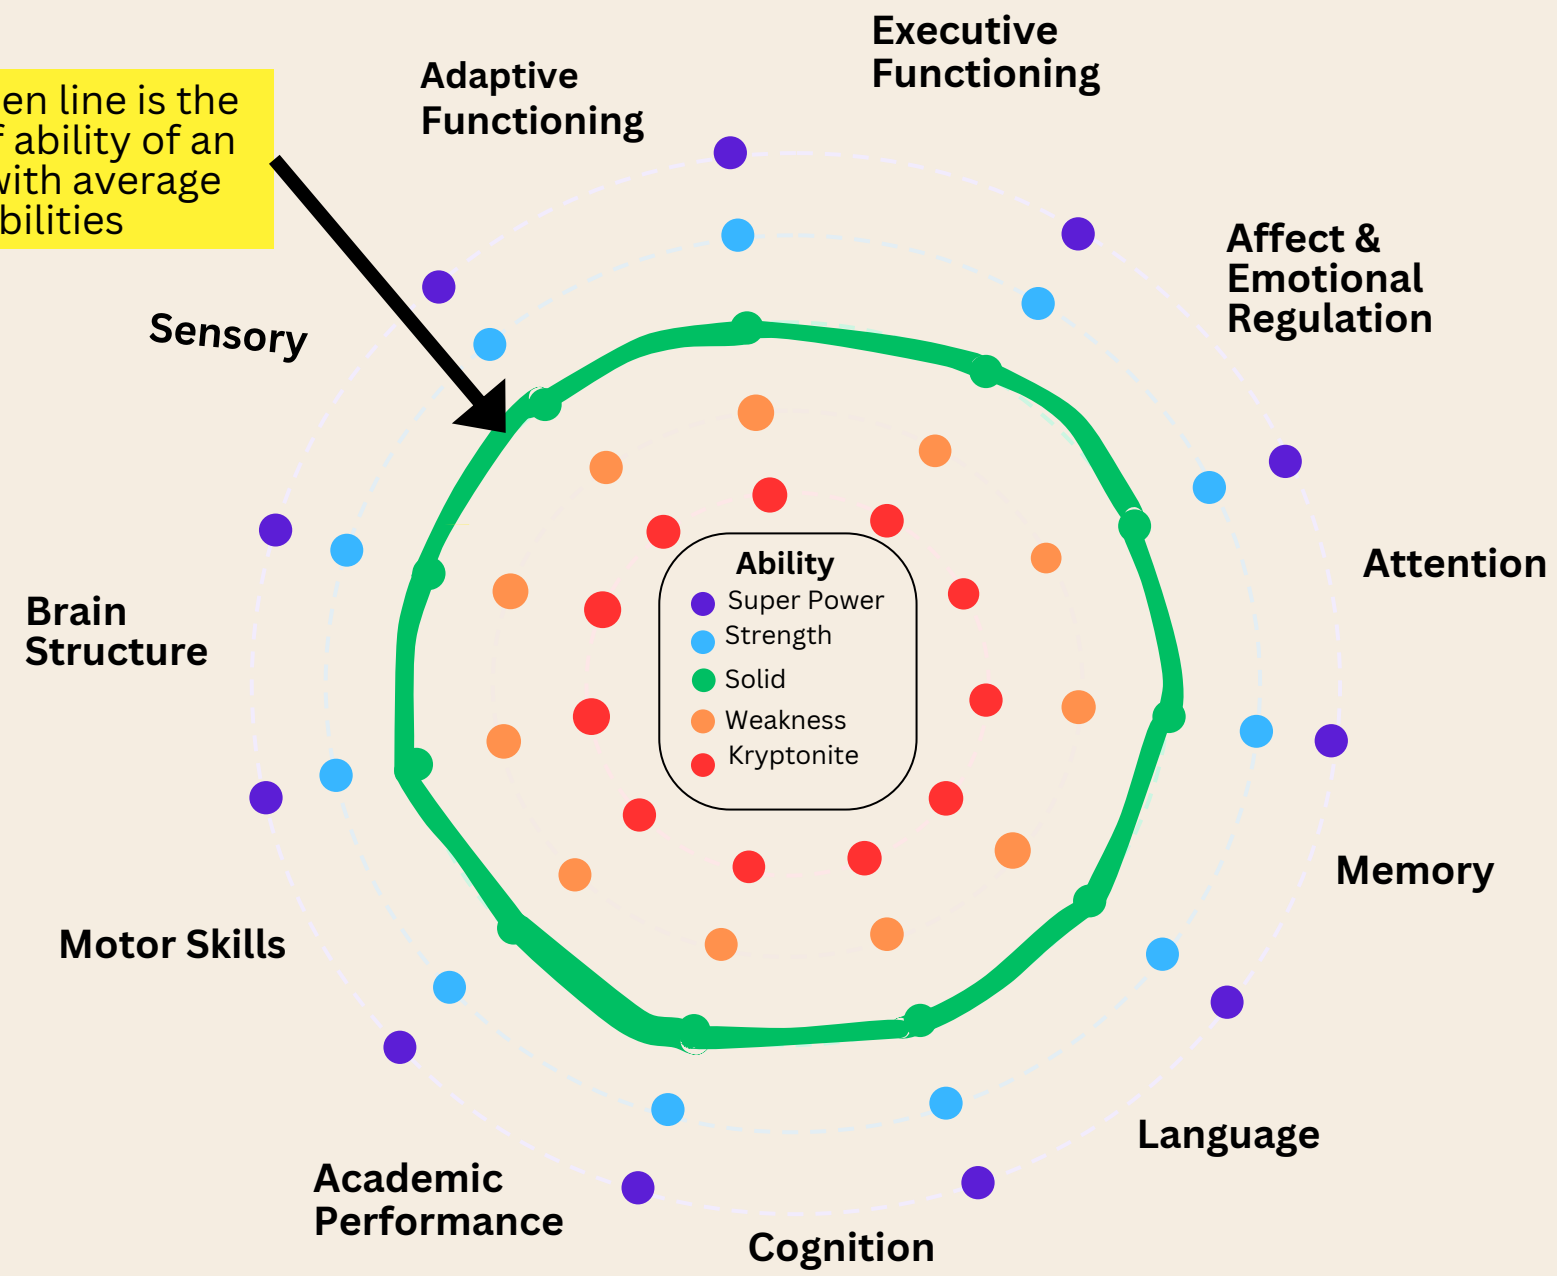 Executive
Functioning
Adaptive
Functioning
en line is the
ability of an
with average
bilities
Affect &
Emotional
Regulation
Sensory
Attention
Ability
Super Power
Strength
Solid
Weakness
Kryptonite
Brain
Structure
Memory
Motor Skills
Language
Academic
Performance
Cognition